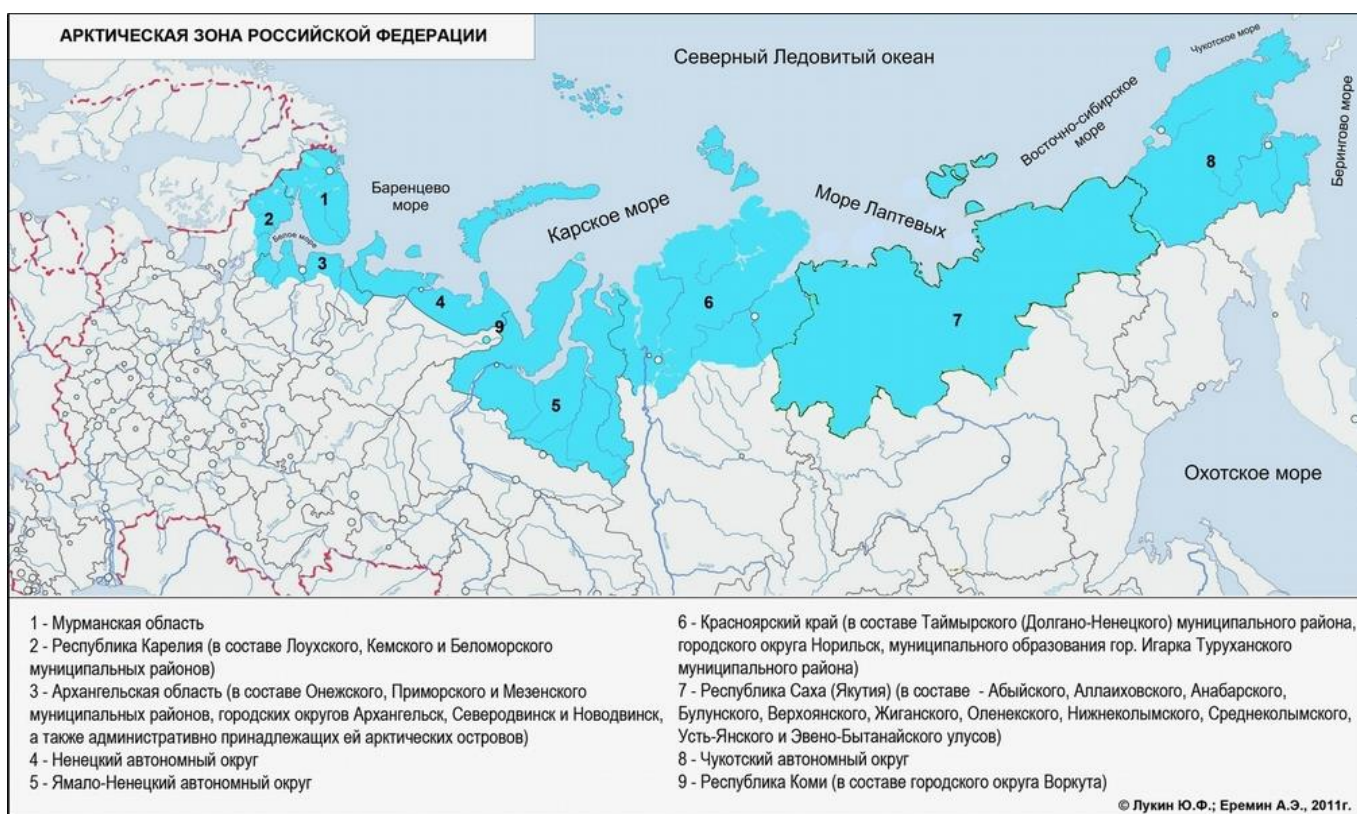 АРКТИЧЕСКАЯ ЗОНА РОССИЙСКОЙ ФЕДЕРАЦИИ
Северный Ледовитый океан
Чукотское море
Восточно-сибирское
море
Берингово море
Баренцево
море
Карское море
Море Лаптевых
Белое море
Охотское море
1
2
3
4
9
5
6
7
8
1 - Мурманская область
2 - Республика Карелия (в составе Лоухского, Кемского и Беломорского
муниципальных районов)
3 - Архангельская область (в составе Онежского, Приморского и Мезенского
муниципальных районов, городских округов Архангельск, Северодвинск и Новодвинск,
а также административно принадлежащих ей арктических островов)
4 - Ненецкий автономный округ
5 - Ямало-Ненецкий автономный округ
6 - Красноярский край (в составе Таймырского (Долгано-Ненецкого) муниципального района,
городского округа Норильск, муниципального образования гор. Игарка Туруханского
муниципального района)
7 - Республика Саха (Якутия) (в составе - Абыйского, Аллаиховского, Анабарского,
Булунского, Верхоянского, Жиганского, Оленекского, Нижнеколымского, Среднеколымского,
Усть-Янского и Эвено-Бытанайского улусов)
8 - Чукотский автономный округ
9 - Республика Коми (в составе городского округа Воркута)
© Лукин Ю.Ф.; Еремин А.Э., 2011г.